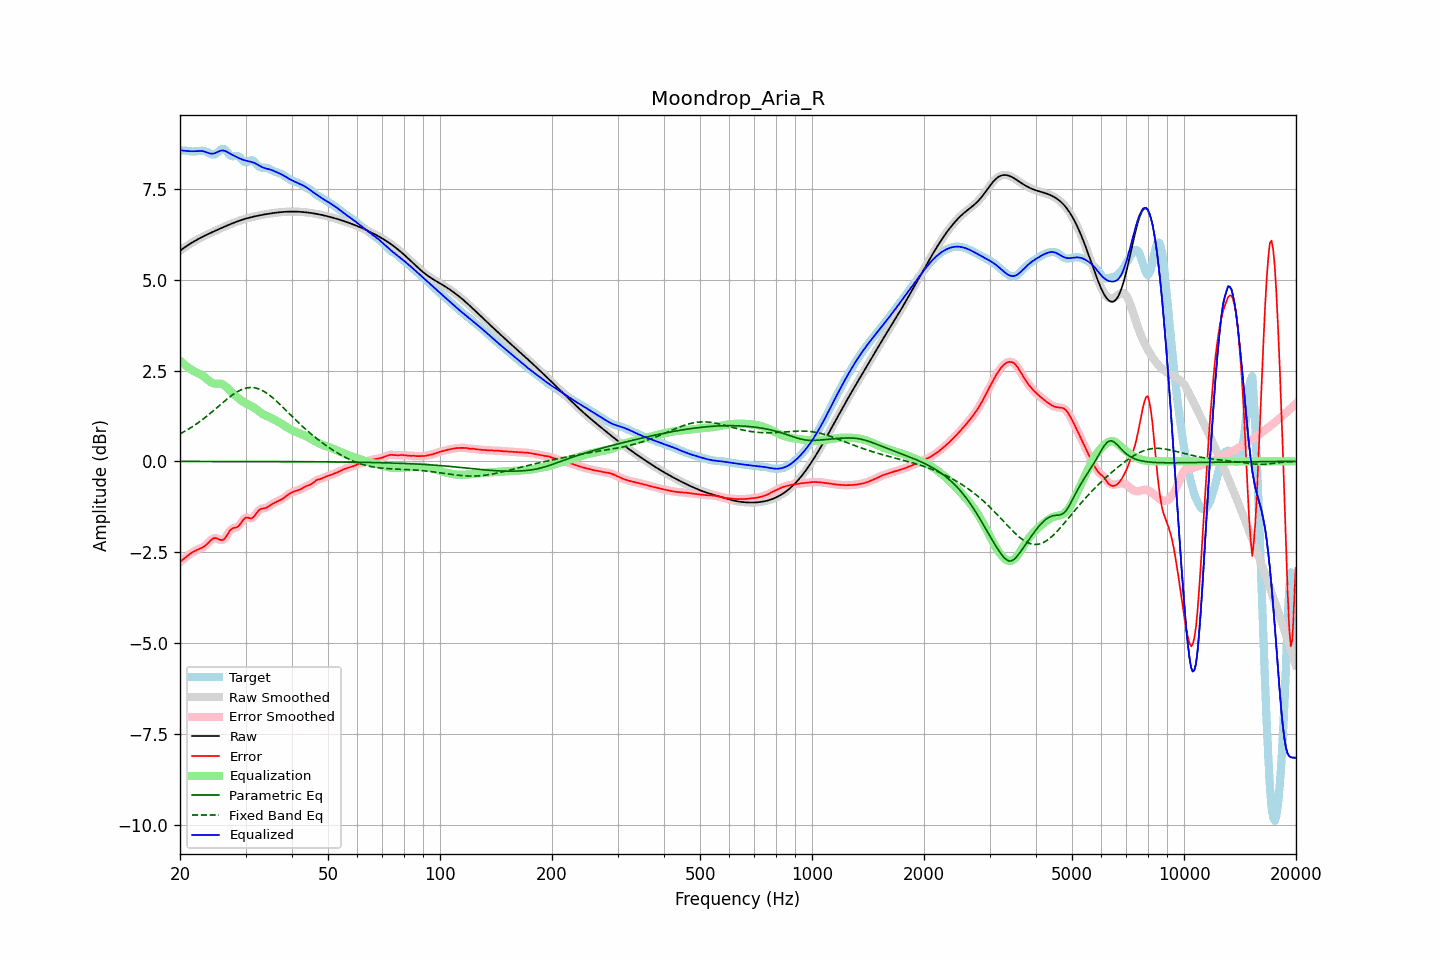 Moondrop_Aria_R
Amplitude (dBr)
7.5
5.0
2.5
0.0
−2.5
−5.0
−7.5
−10.0
Target
Raw Smoothed
Error Smoothed
Raw
Error
Equalization
Parametric Eq
Fixed Band Eq
Equalized
20 50 100 200 500 1000 2000 5000 10000 20000
Frequency (Hz)